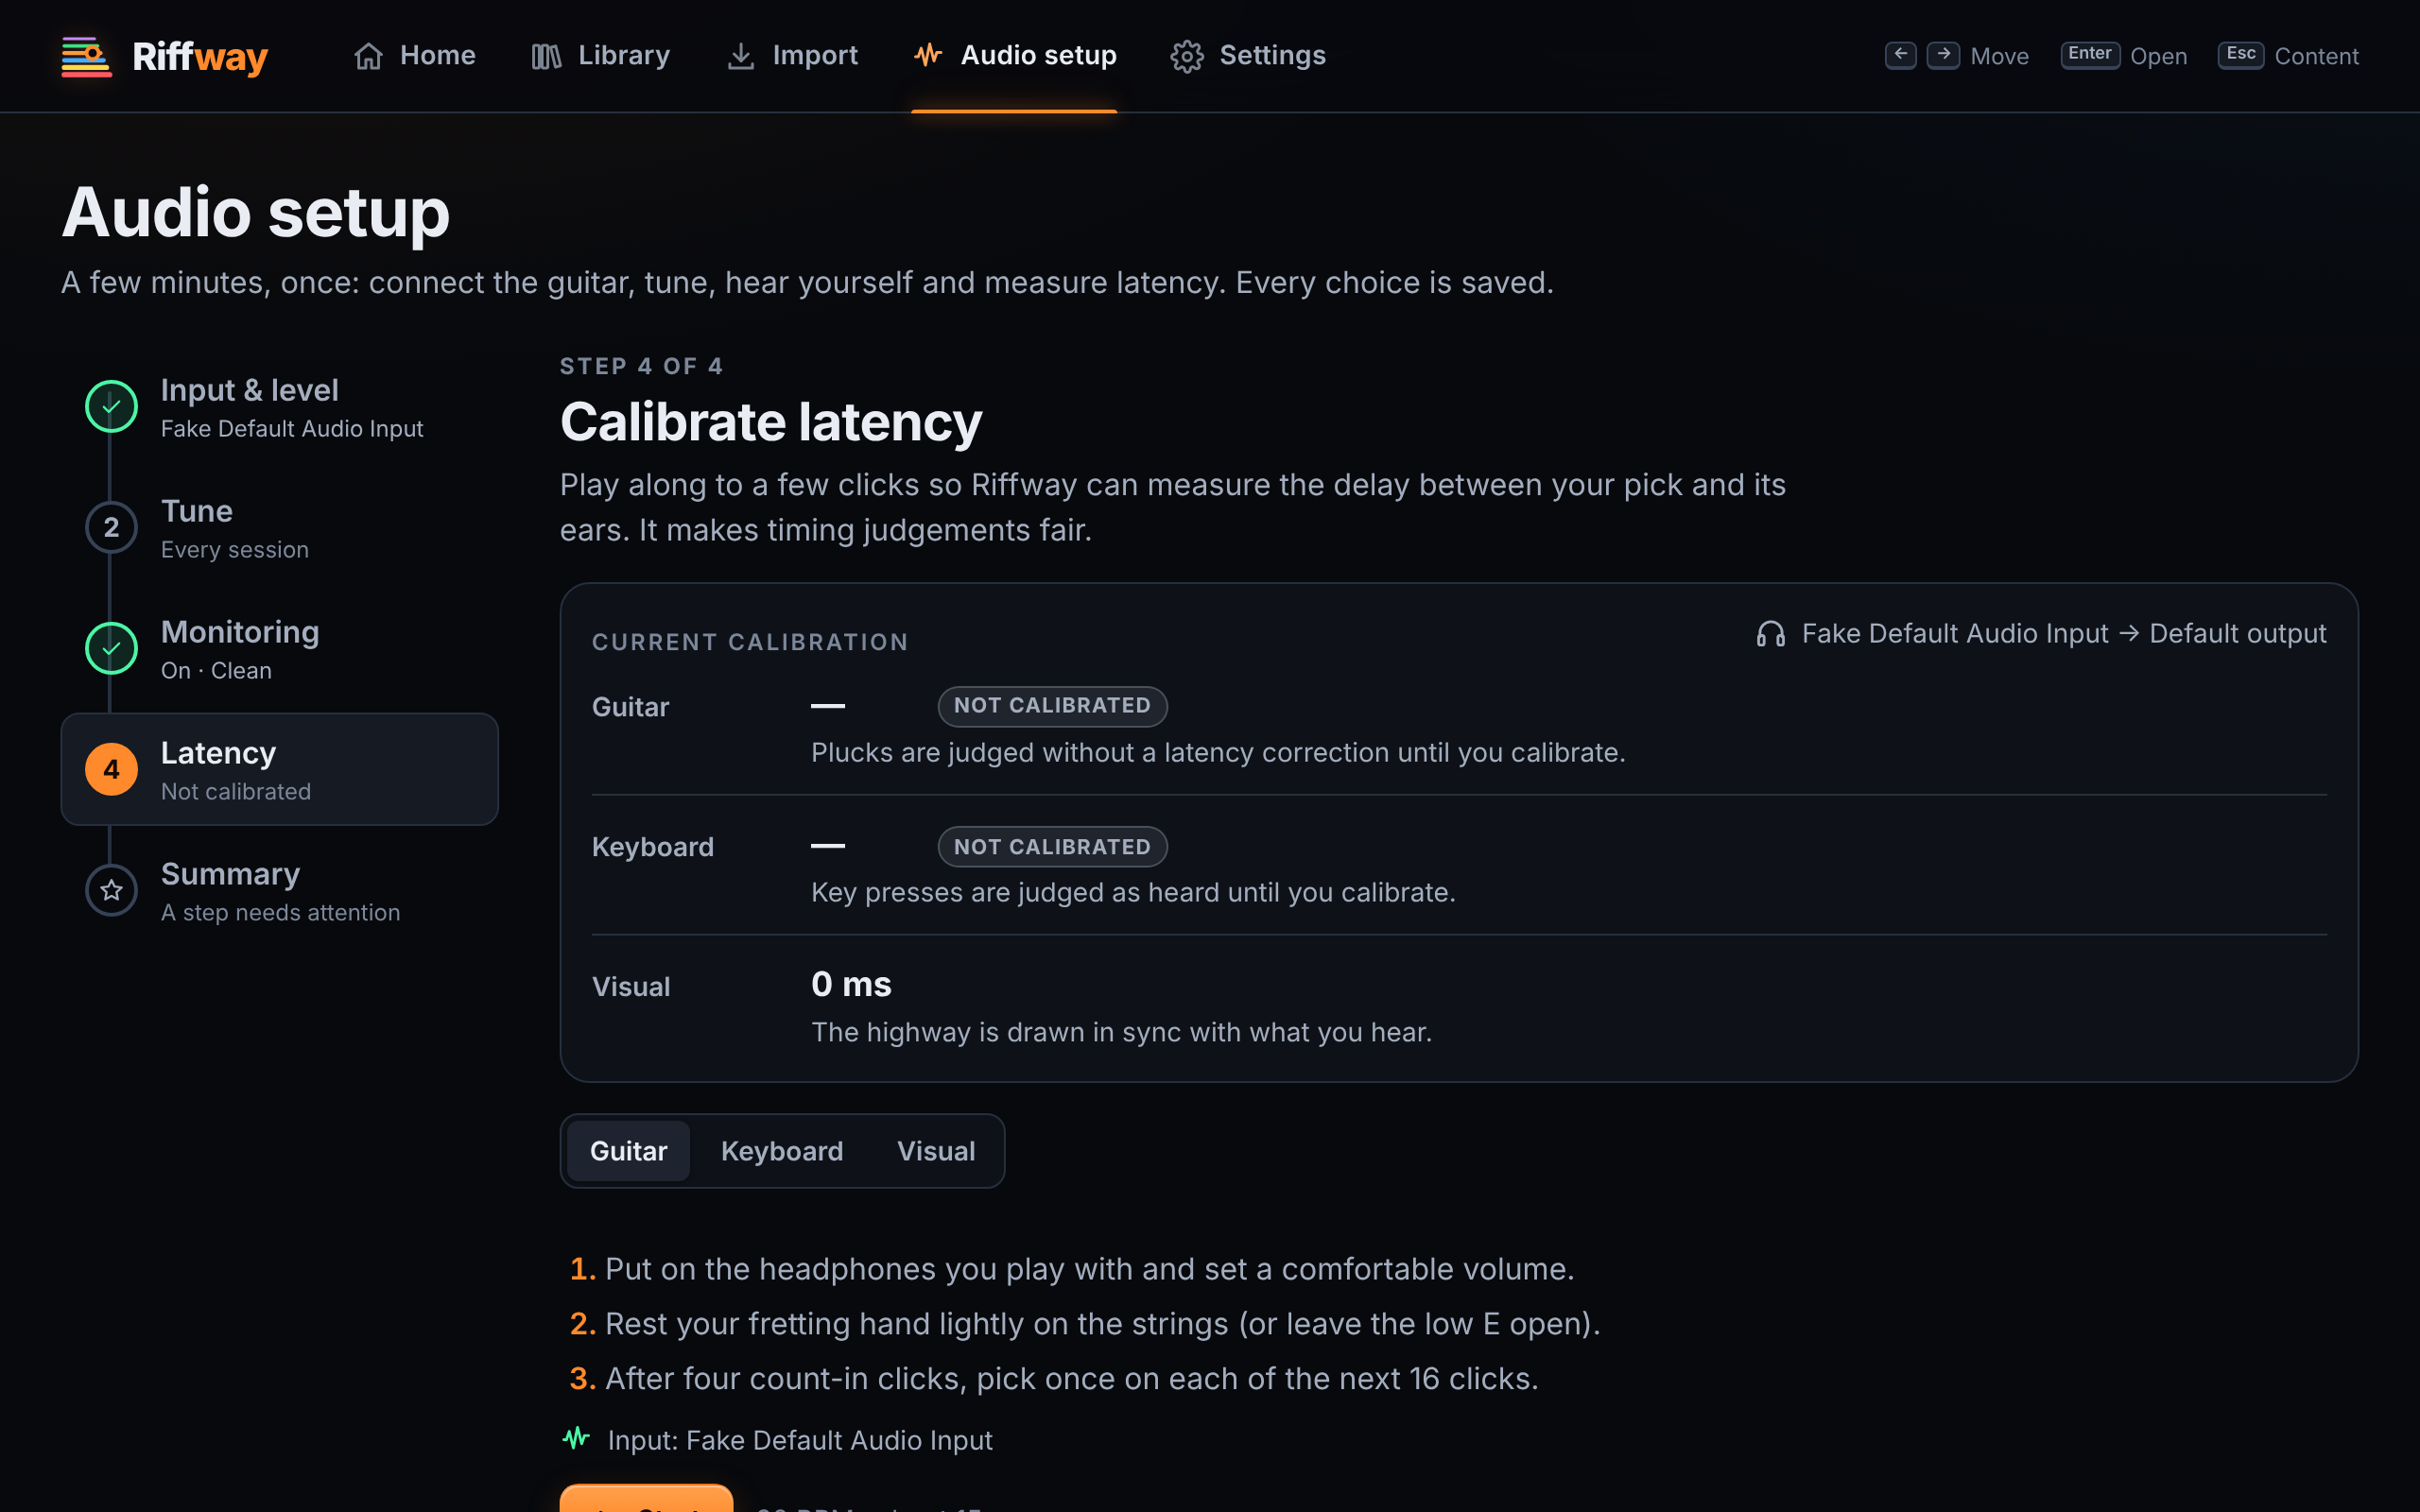 Riffway
Home
Library
Import
Audio setup
Settings
← → Move
Enter Open
Esc Content
Audio setup
A few minutes, once: connect the guitar, tune, hear yourself and measure latency. Every choice is saved.
Input & level
Fake Default Audio Input
2
Tune
Every session
Monitoring
On · Clean
4
Latency
Not calibrated
Summary
A step needs attention
STEP 4 OF 4
Calibrate latency
Play along to a few clicks so Riffway can measure the delay between your pick and its
ears. It makes timing judgements fair.
CURRENT CALIBRATION
Fake Default Audio Input → Default output
Guitar
—
NOT CALIBRATED
Plucks are judged without a latency correction until you calibrate.
Keyboard
—
NOT CALIBRATED
Key presses are judged as heard until you calibrate.
Visual
0 ms
The highway is drawn in sync with what you hear.
Guitar
Keyboard
Visual
1. Put on the headphones you play with and set a comfortable volume.
2. Rest your fretting hand lightly on the strings (or leave the low E open).
3. After four count-in clicks, pick once on each of the next 16 clicks.
Input: Fake Default Audio Input